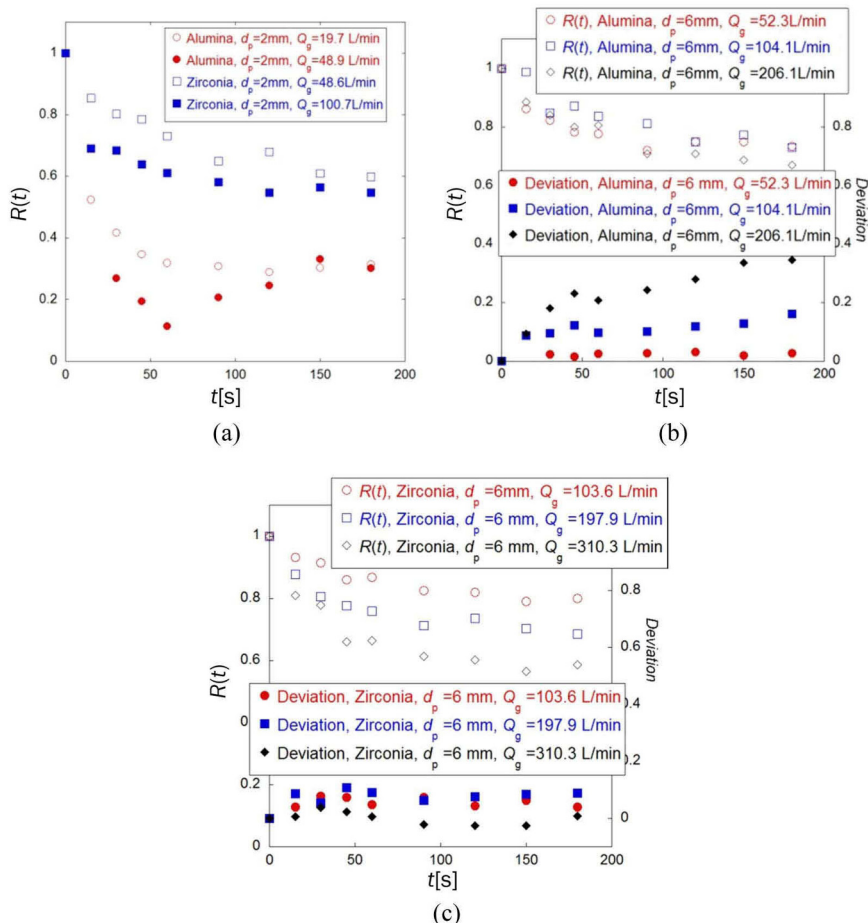 Alumina, dp=2mm, Qg=19.7 L/min
Alumina, dp=2mm, Qg=48.9 L/min
Zirconia, dp=2mm, Qg=48.6L/min
Zirconia, dp=2mm, Qg=100.7L/min
1
0.8
0.6
0.4
0.2
0
R(t)
0 50 100 150 200
t[s]
(a)
R(t), Alumina, dp=6mm, Qg=52.3L/min
R(t), Alumina, dp=6mm, Qg=104.1L/min
R(t), Alumina, dp=6mm, Qg=206.1L/min
1
0.8
0.6
0.4
0.2
0
R(t)
0.8
0.2
0
Deviation
Deviation, Alumina, dp=6 mm, Qg=52.3 L/min
Deviation, Alumina, dp=6mm, Qg=104.1L/min
Deviation, Alumina, dp=6mm, Qg=206.1L/min
0 50 100 150 200
t[s]
(b)
R(t), Zirconia, dp =6mm, Qg=103.6 L/min
R(t), Zirconia, dp =6 mm, Qg=197.9 L/min
R(t), Zirconia, dp =6 mm, Qg=310.3 L/min
1
0.8
0.6
0.2
R(t)
0.8
0.6
0
Deviation
Deviation, Zirconia, dp =6 mm, Qg=103.6 L/min
Deviation, Zirconia, dp =6 mm, Qg=197.9 L/min
Deviation, Zirconia, dp =6 mm, Qg=310.3 L/min
0 50 100 150 200
t[s]
(c)